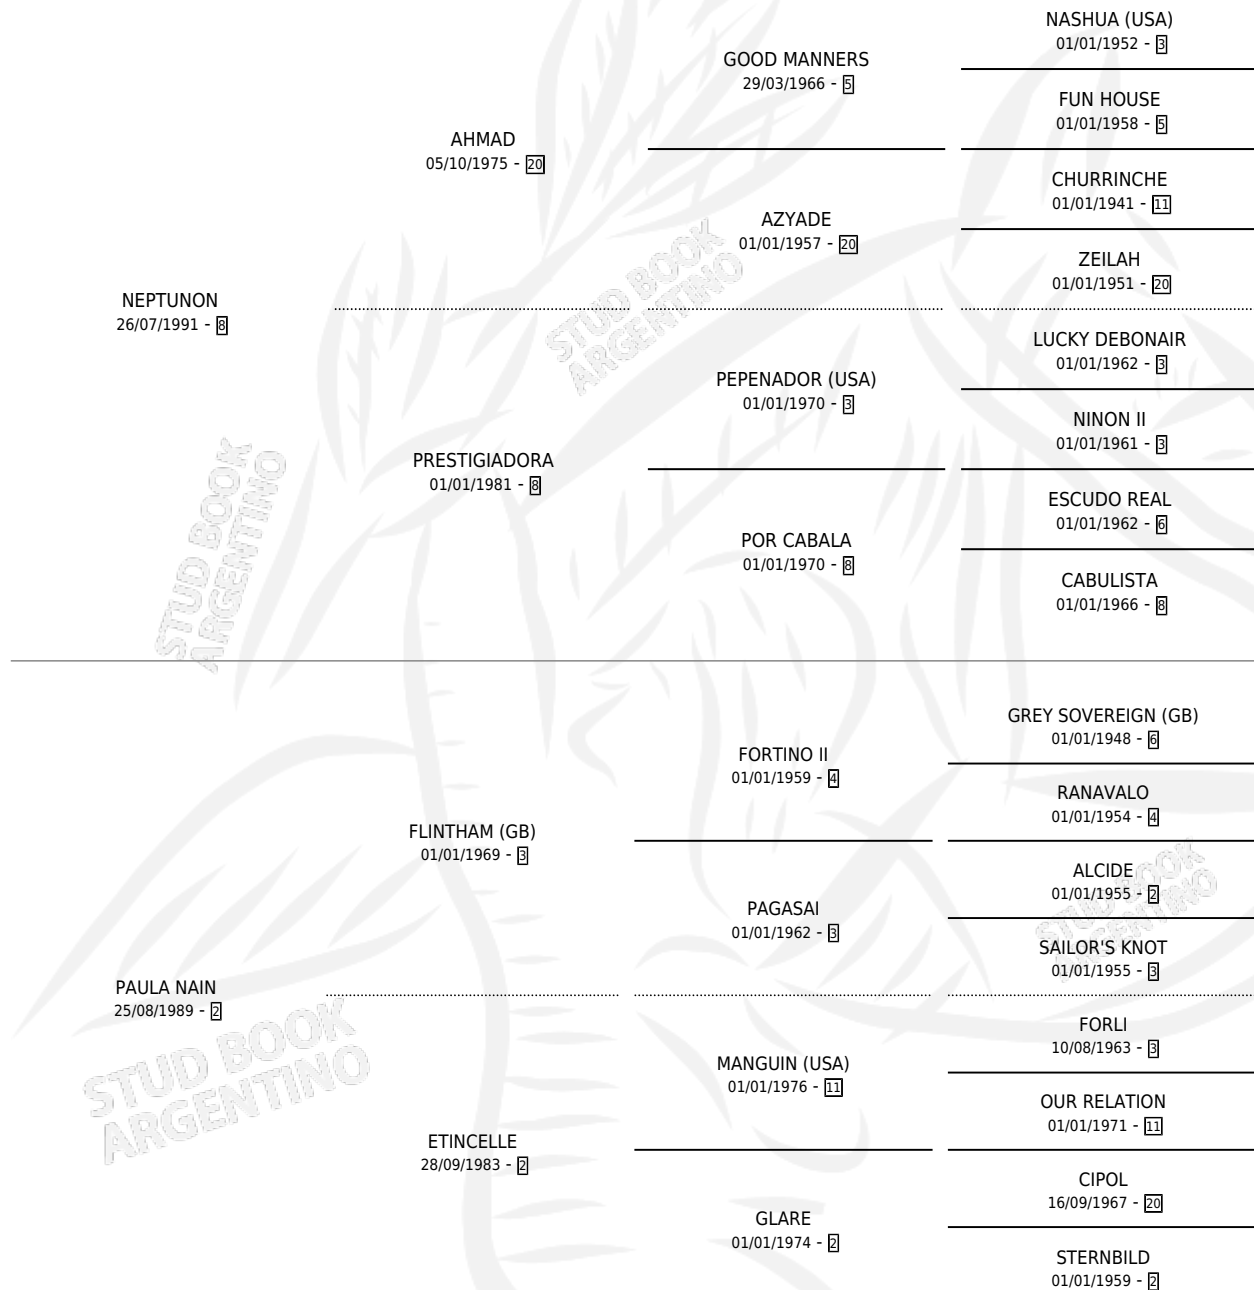 NEPTUNON
26/07/1991 - 8
AHMAD
05/10/1975 - 20
GOOD MANNERS
29/03/1966 - 5
NASHUA (USA)
01/01/1952 - 3
FUN HOUSE
01/01/1958 - 5
AZYADE
01/01/1957 - 20
CHURRINCHE
01/01/1941 - 11
ZEILAH
01/01/1951 - 20
PRESTIGIADORA
01/01/1981 - 8
PEPENADOR (USA)
01/01/1970 - 3
LUCKY DEBONAIR
01/01/1962 - 3
NINON II
01/01/1961 - 3
POR CABALA
01/01/1970 - 8
ESCUDO REAL
01/01/1962 - 6
CABULISTA
01/01/1966 - 8
PAULA NAIN
25/08/1989 - 2
FLINTHAM (GB)
01/01/1969 - 3
FORTINO II
01/01/1959 - 4
GREY SOVEREIGN (GB)
01/01/1948 - 6
RANAVALO
01/01/1954 - 4
PAGASAI
01/01/1962 - 3
ALCIDE
01/01/1955 - 2
SAILOR'S KNOT
01/01/1955 - 3
ETINCELLE
28/09/1983 - 2
MANGUIN (USA)
01/01/1976 - 11
FORLI
10/08/1963 - 3
OUR RELATION
01/01/1971 - 11
GLARE
01/01/1974 - 2
CIPOL
16/09/1967 - 20
STERNBILD
01/01/1959 - 2
STUD BOOK
ARGENTINO
STUD BOOK
ARGENTINO
STUD BOOK
ARGENTINO
STUD BOOK
ARGENTINO